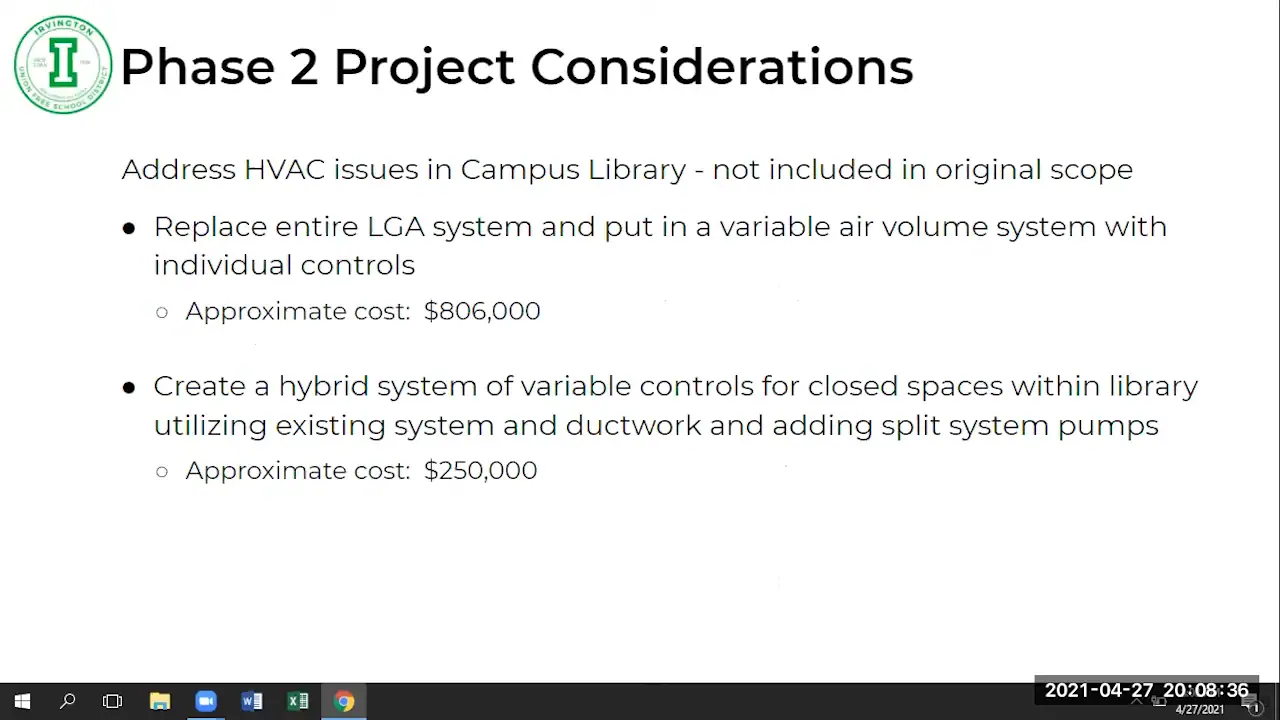 IRVINGTON
I
UNION FREE SCHOOL DISTRICT
Phase 2 Project Considerations
Address HVAC issues in Campus Library - not included in original scope
● Replace entire LGA system and put in a variable air volume system with
individual controls
○ Approximate cost: $806,000
● Create a hybrid system of variable controls for closed spaces within library
utilizing existing system and ductwork and adding split system pumps
○ Approximate cost: $250,000
2021-04-27 20:08:36
4/27/2021